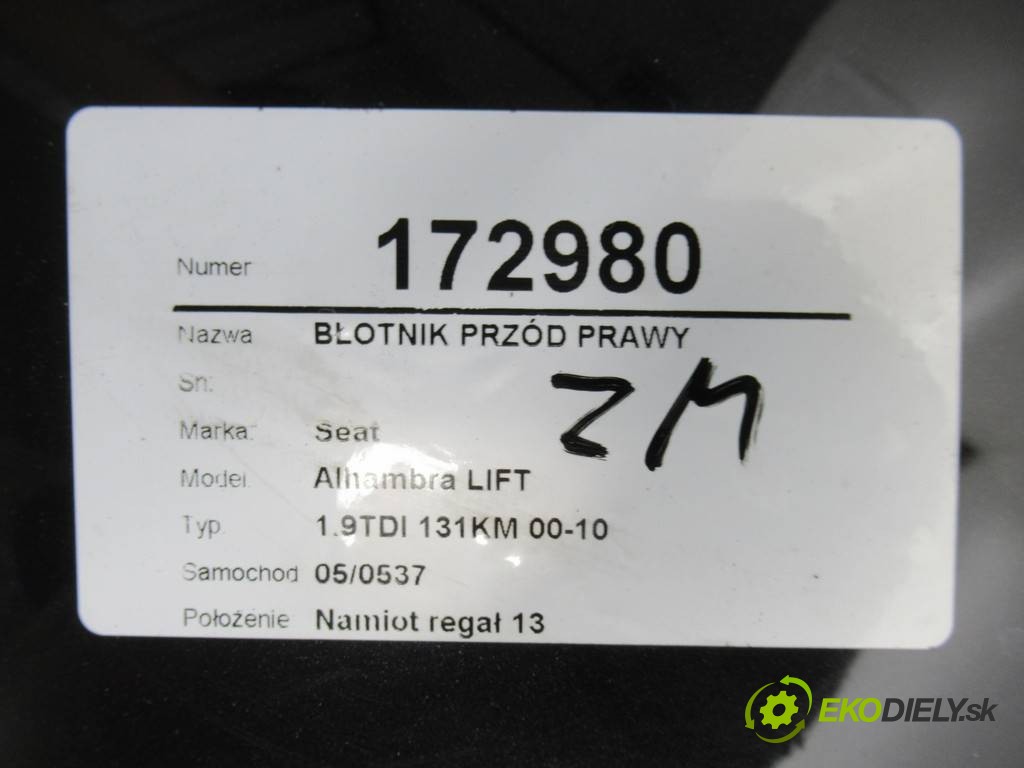 Numer 172980
Nazwa BŁOTNIK PRZÓD PRAWY
Sn:
ZM
Marka: Seat
Model: Alhambra LIFT
Typ: 1.9TDI 131KM 00-10
Samochód 05/0537
Położenie Namiot regał 13
EKODIELY.sk